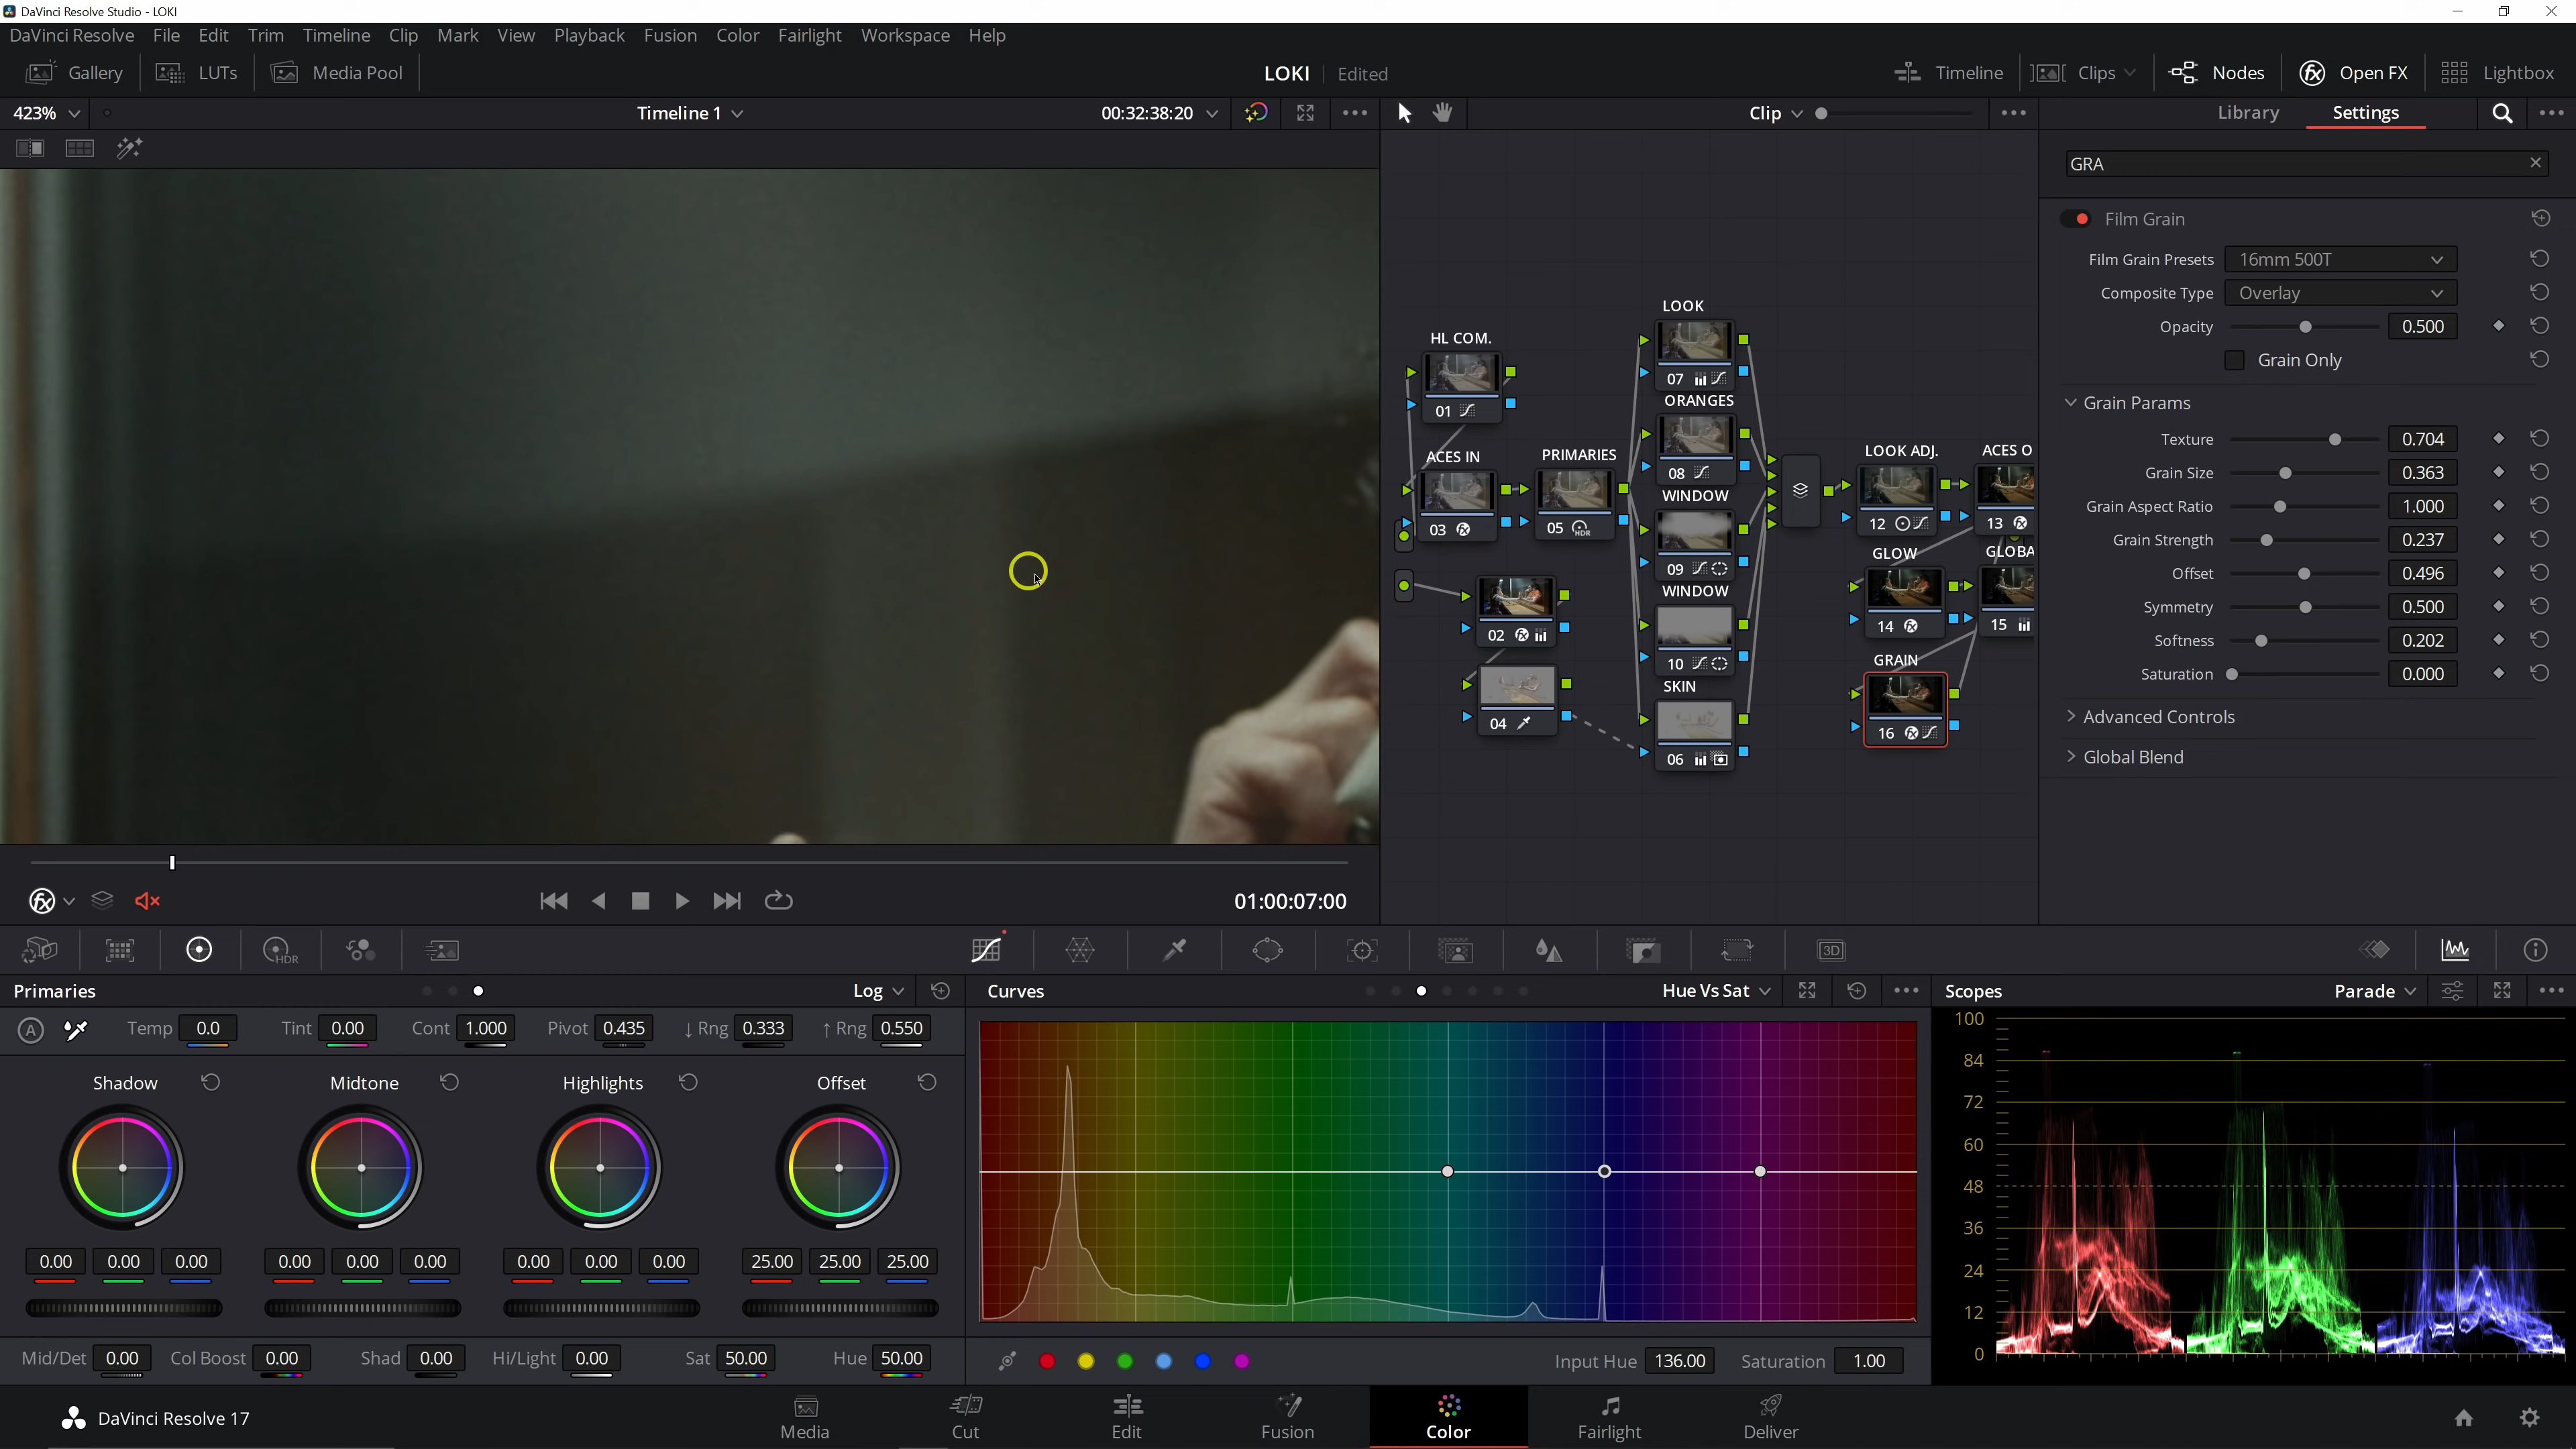 DaVinci Resolve Studio - LOKI
DaVinci Resolve File Edit Trim Timeline Clip Mark View Playback Fusion Color Fairlight Workspace Help
Gallery LUTs Media Pool LOKI Edited Timeline Clips Nodes Open FX Lightbox
423% Timeline 1 00:32:38:20 Clip Library Settings
GRA
Film Grain
Film Grain Presets 16mm 500T
Composite Type Overlay
Opacity 0.500
Grain Only
Grain Params
Texture 0.704
Grain Size 0.363
Grain Aspect Ratio 1.000
Grain Strength 0.237
Offset 0.496
Symmetry 0.500
Softness 0.202
Saturation 0.000
Advanced Controls
Global Blend
LOOK
07
HL COM.
01
ORANGES
08
ACES IN
03
PRIMARIES
05 HDR
WINDOW
09
LOOK ADJ.
12
ACES O
13
GLOW
14
GLOBA
15
02
WINDOW
10
GRAIN
16
04
SKIN
06
fx 01:00:07:00
HDR 3D
Primaries Log
A Temp 0.0 Tint 0.00 Cont 1.000 Pivot 0.435 ↓ Rng 0.333 ↑ Rng 0.550
Shadow Midtone Highlights Offset
0.00 0.00 0.00 0.00 0.00 0.00 0.00 0.00 0.00 25.00 25.00 25.00
Mid/Det 0.00 Col Boost 0.00 Shad 0.00 Hi/Light 0.00 Sat 50.00 Hue 50.00
Curves Hue Vs Sat
Input Hue 136.00 Saturation 1.00
Scopes Parade
100
84
72
60
48
36
24
12
0
DaVinci Resolve 17 Media Cut Edit Fusion Color Fairlight Deliver